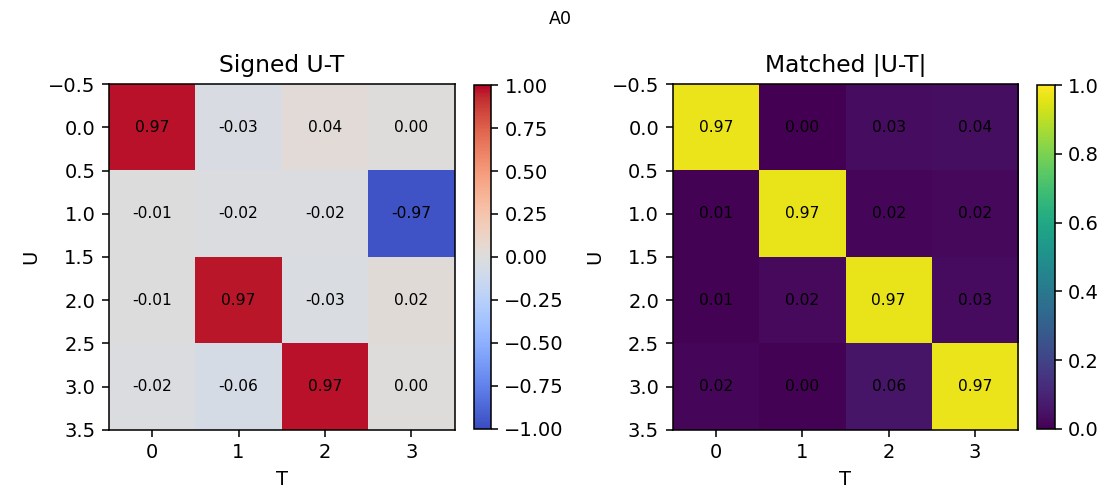 A0
Signed U-T
−0.5
0.0
0.5
1.0
1.5
2.0
2.5
3.0
3.5
U
0.97 -0.03 0.04 0.00
-0.01 -0.02 -0.02 -0.97
-0.01 0.97 -0.03 0.02
-0.02 -0.06 0.97 0.00
0 1 2 3
T
1.00
0.75
0.50
0.25
0.00
−0.25
−0.50
−0.75
−1.00
Matched |U-T|
−0.5
0.0
0.5
1.0
1.5
2.0
2.5
3.0
3.5
U
0.97 0.00 0.03 0.04
0.01 0.97 0.02 0.02
0.01 0.02 0.97 0.03
0.02 0.00 0.06 0.97
0 1 2 3
T
1.0
0.8
0.6
0.4
0.2
0.0